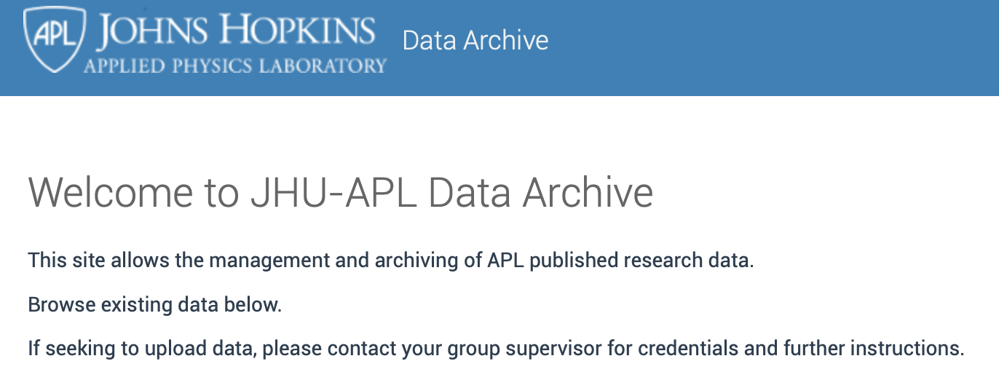 APL JOHNS HOPKINS Data Archive
APPLIED PHYSICS LABORATORY
Welcome to JHU-APL Data Archive
This site allows the management and archiving of APL published research data.
Browse existing data below.
If seeking to upload data, please contact your group supervisor for credentials and further instructions.